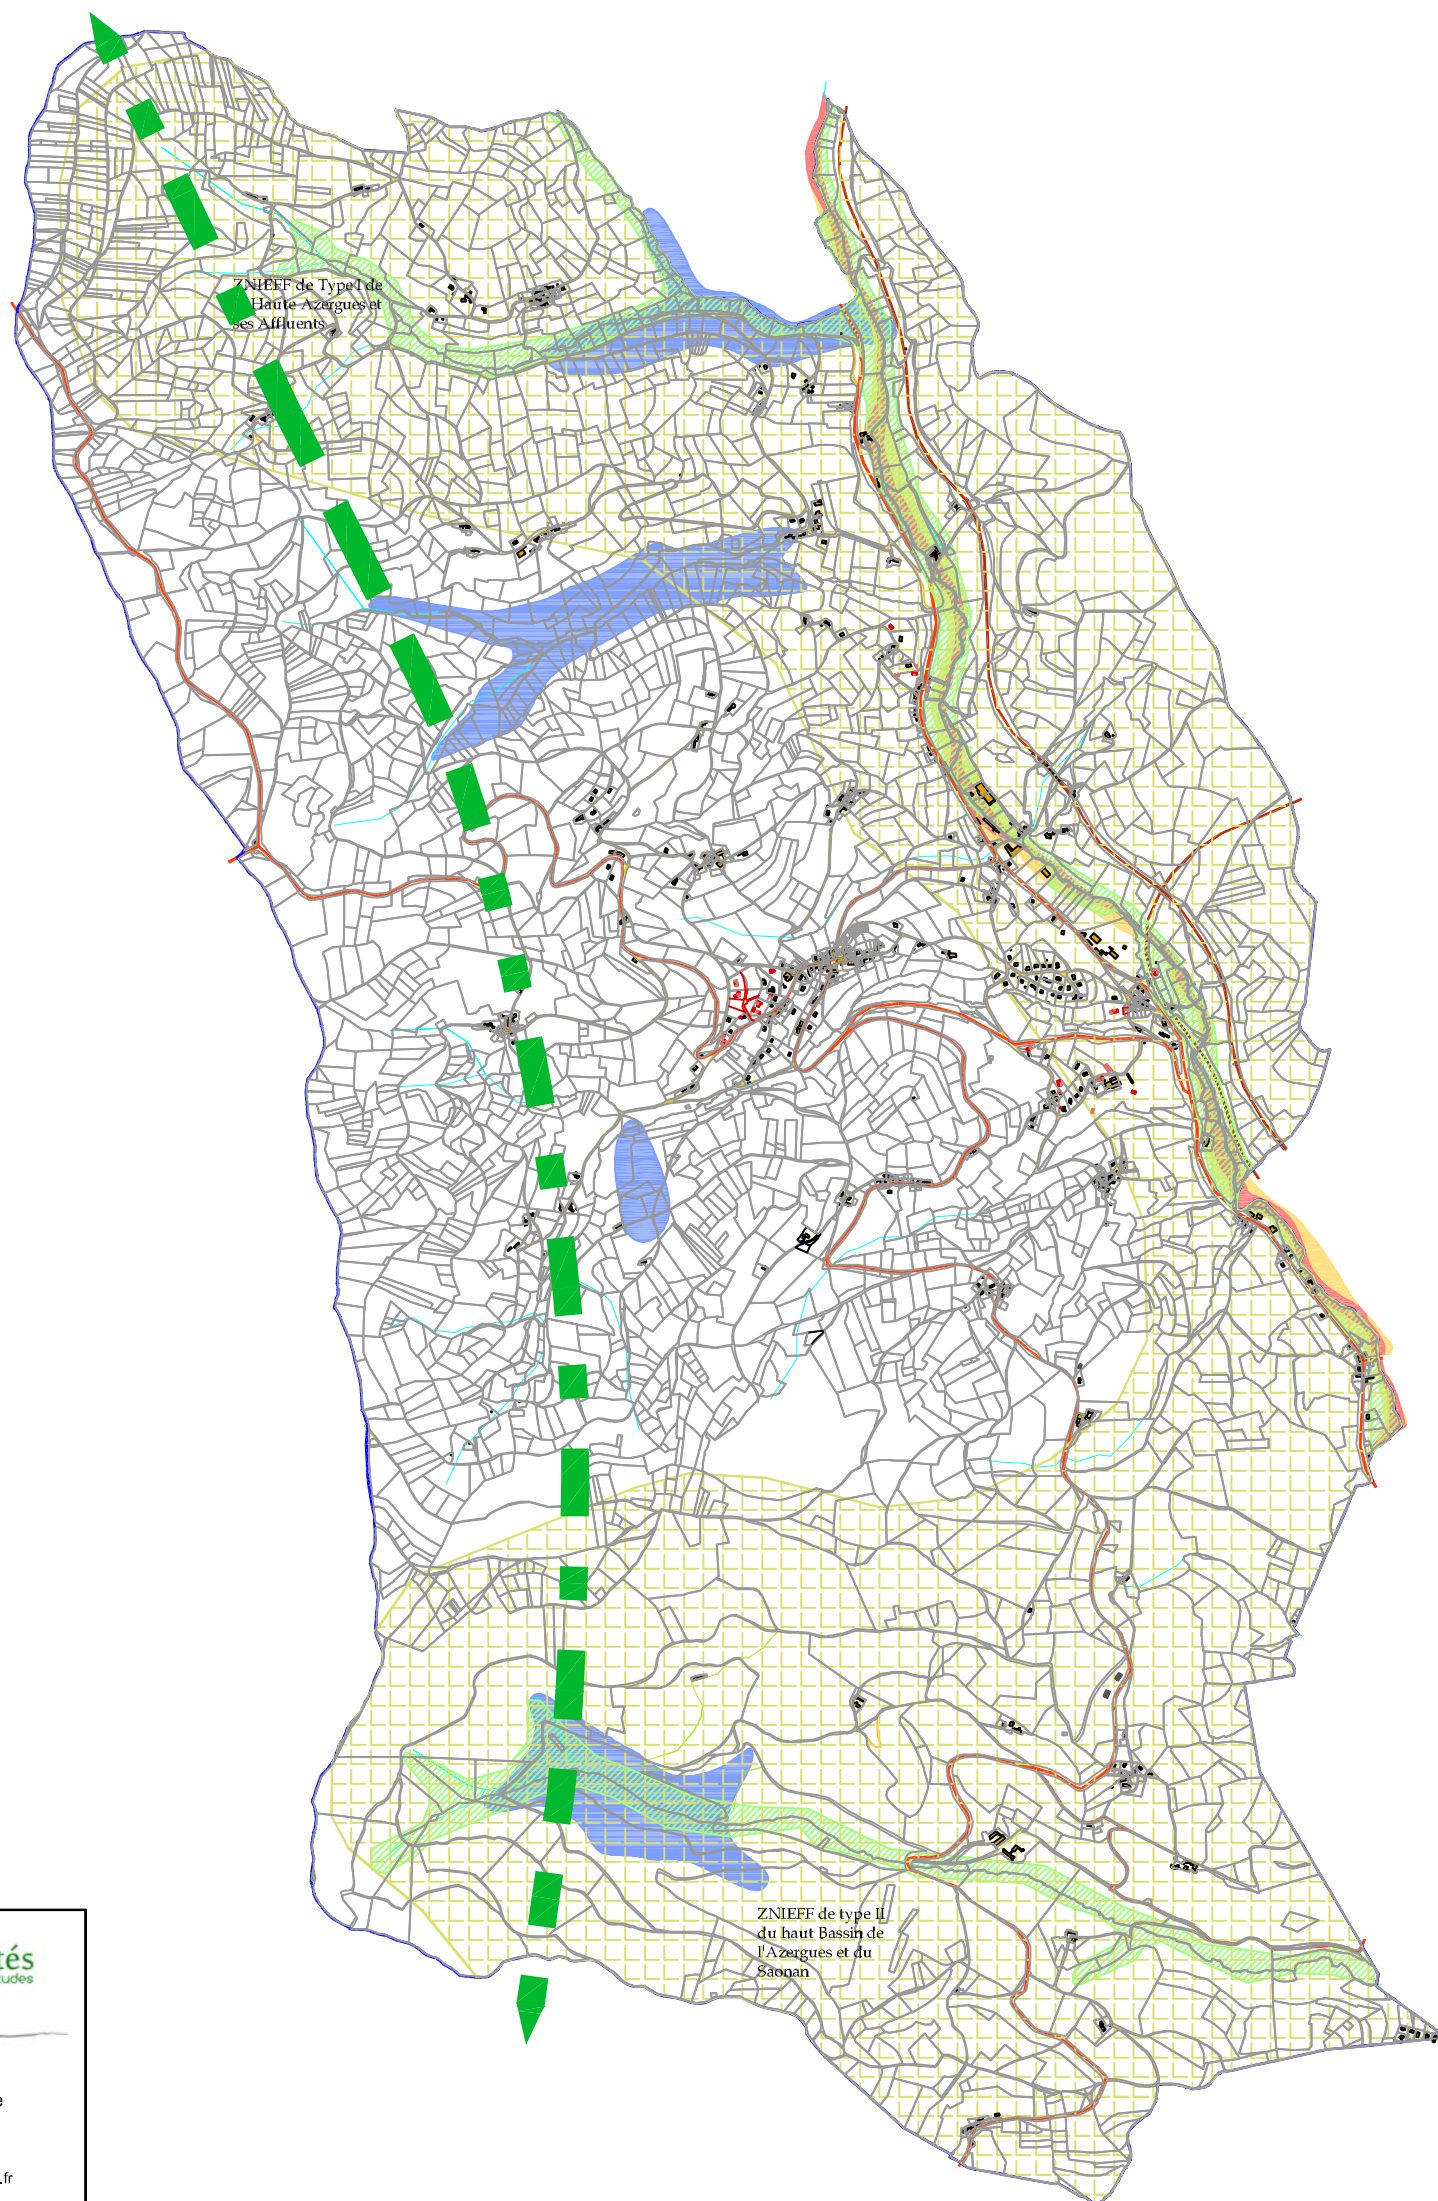 ZNIEFF de Type I de
Haute Azergues et
ses Affluents
ZNIEFF de type II
du haut Bassin de
l'Azergues et du
Saonan
tés
udes
e
.fr